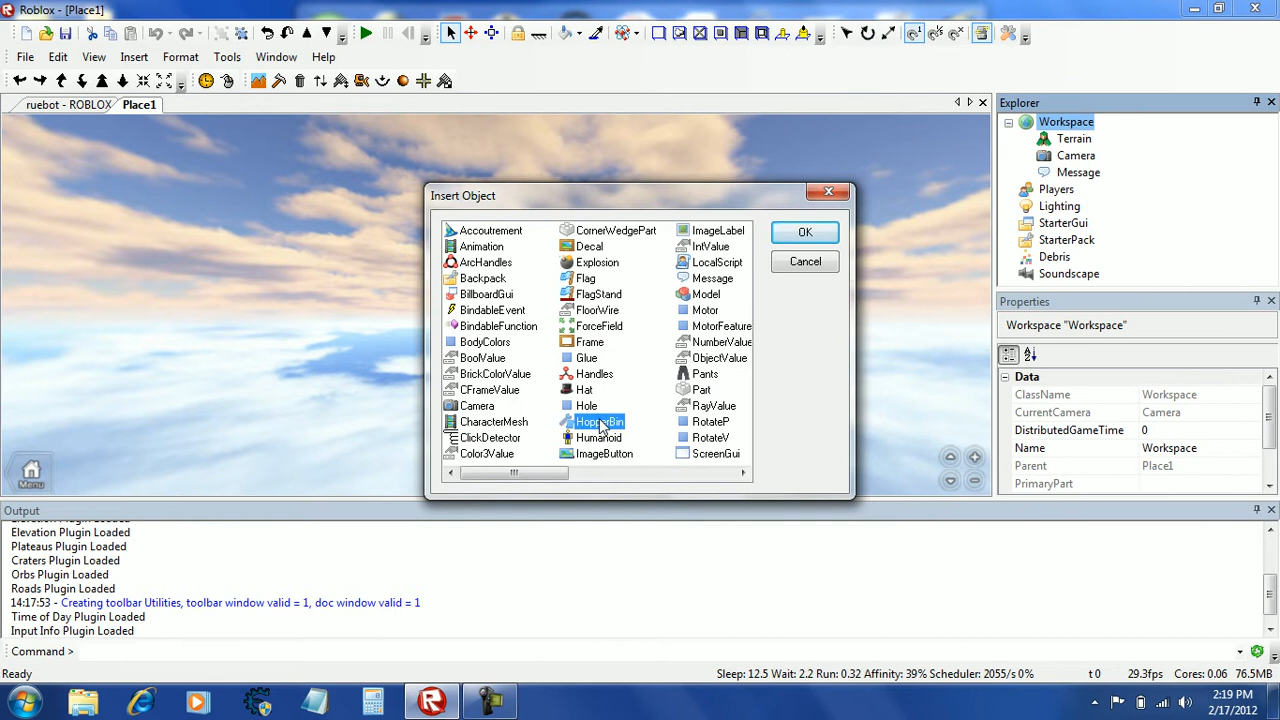 Roblox - [Place1]
File Edit View Insert Format Tools Window Help
ruebot - ROBLOX Place1
Menu
Insert Object
Accoutrement CornerWedgePart ImageLabel
Animation Decal IntValue
ArcHandles Explosion LocalScript
Backpack Flag Message
BillboardGui FlagStand Model
BindableEvent FloorWire Motor
BindableFunction ForceField MotorFeature
BodyColors Frame NumberValue
BoolValue Glue ObjectValue
BrickColorValue Handles Pants
CFrameValue Hat Part
Camera Hole RayValue
CharacterMesh HopperBin RotateP
ClickDetector Humanoid RotateV
Color3Value ImageButton ScreenGui
OK
Cancel
Explorer
Workspace
Terrain
Camera
Message
Players
Lighting
StarterGui
StarterPack
Debris
Soundscape
Properties
Workspace "Workspace"
Data
ClassName Workspace
CurrentCamera Camera
DistributedGameTime 0
Name Workspace
Parent Place1
PrimaryPart
Output
Elevation Plugin Loaded
Plateaus Plugin Loaded
Craters Plugin Loaded
Orbs Plugin Loaded
Roads Plugin Loaded
14:17:53 - Creating toolbar Utilities, toolbar window valid = 1, doc window valid = 1
Time of Day Plugin Loaded
Input Info Plugin Loaded
Command >
Ready Sleep: 12.5 Wait: 2.2 Run: 0.32 Affinity: 39% Scheduler: 2055/s 0% t 0 29.3fps Cores: 0.06 76.5MB
2:19 PM
2/17/2012